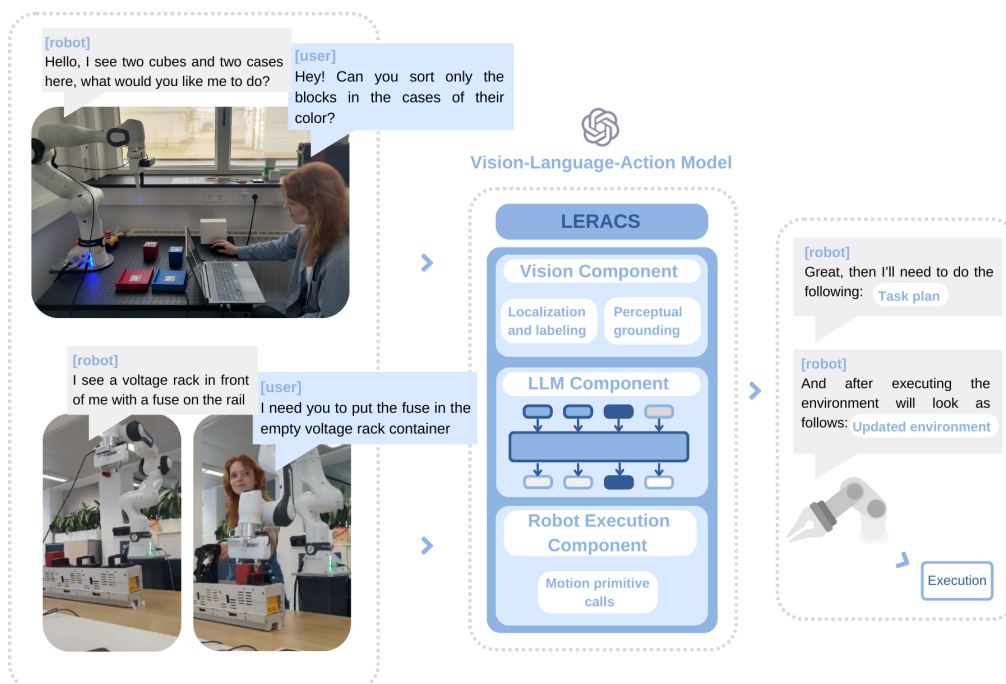 [robot]
Hello, I see two cubes and two cases
here, what would you like me to do?
[user]
Hey! Can you sort only the
blocks in the cases of their
color?
[robot]
I see a voltage rack in front
of me with a fuse on the rail
[user]
I need you to put the fuse in the
empty voltage rack container
Vision-Language-Action Model
LERACS
Vision Component
Localization
and labeling
Perceptual
grounding
LLM Component
Robot Execution
Component
Motion primitive
calls
[robot]
Great, then I'll need to do the
following: Task plan
[robot]
And after executing the
environment will look as
follows: Updated environment
Execution